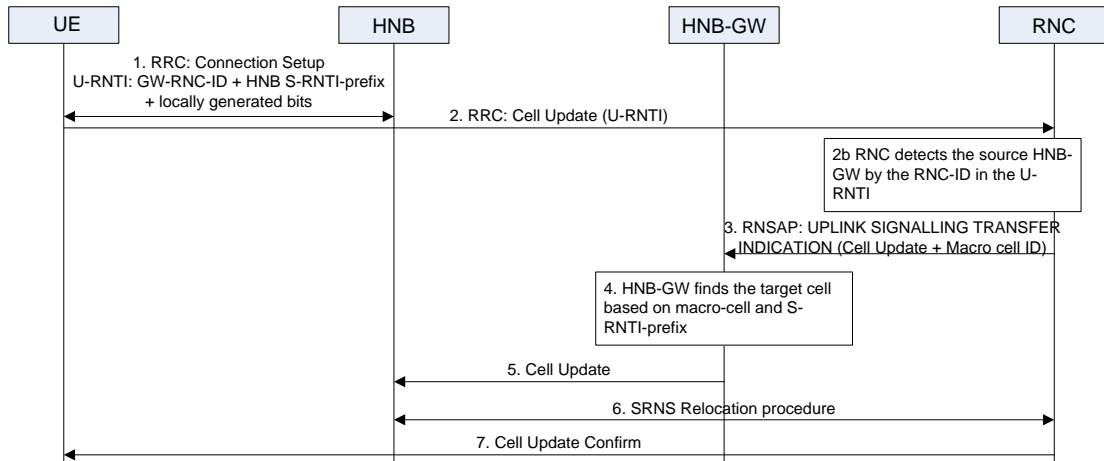 UE
HNB
HNB-GW
RNC
1. RRC: Connection Setup
U-RNTI: GW-RNC-ID + HNB S-RNTI-prefix
+ locally generated bits
2. RRC: Cell Update (U-RNTI)
2b RNC detects the source HNB-
GW by the RNC-ID in the U-
RNTI
3. RNSAP: UPLINK SIGNALLING TRANSFER
INDICATION (Cell Update + Macro cell ID)
4. HNB-GW finds the target cell
based on macro-cell and S-
RNTI-prefix
5. Cell Update
6. SRNS Relocation procedure
7. Cell Update Confirm